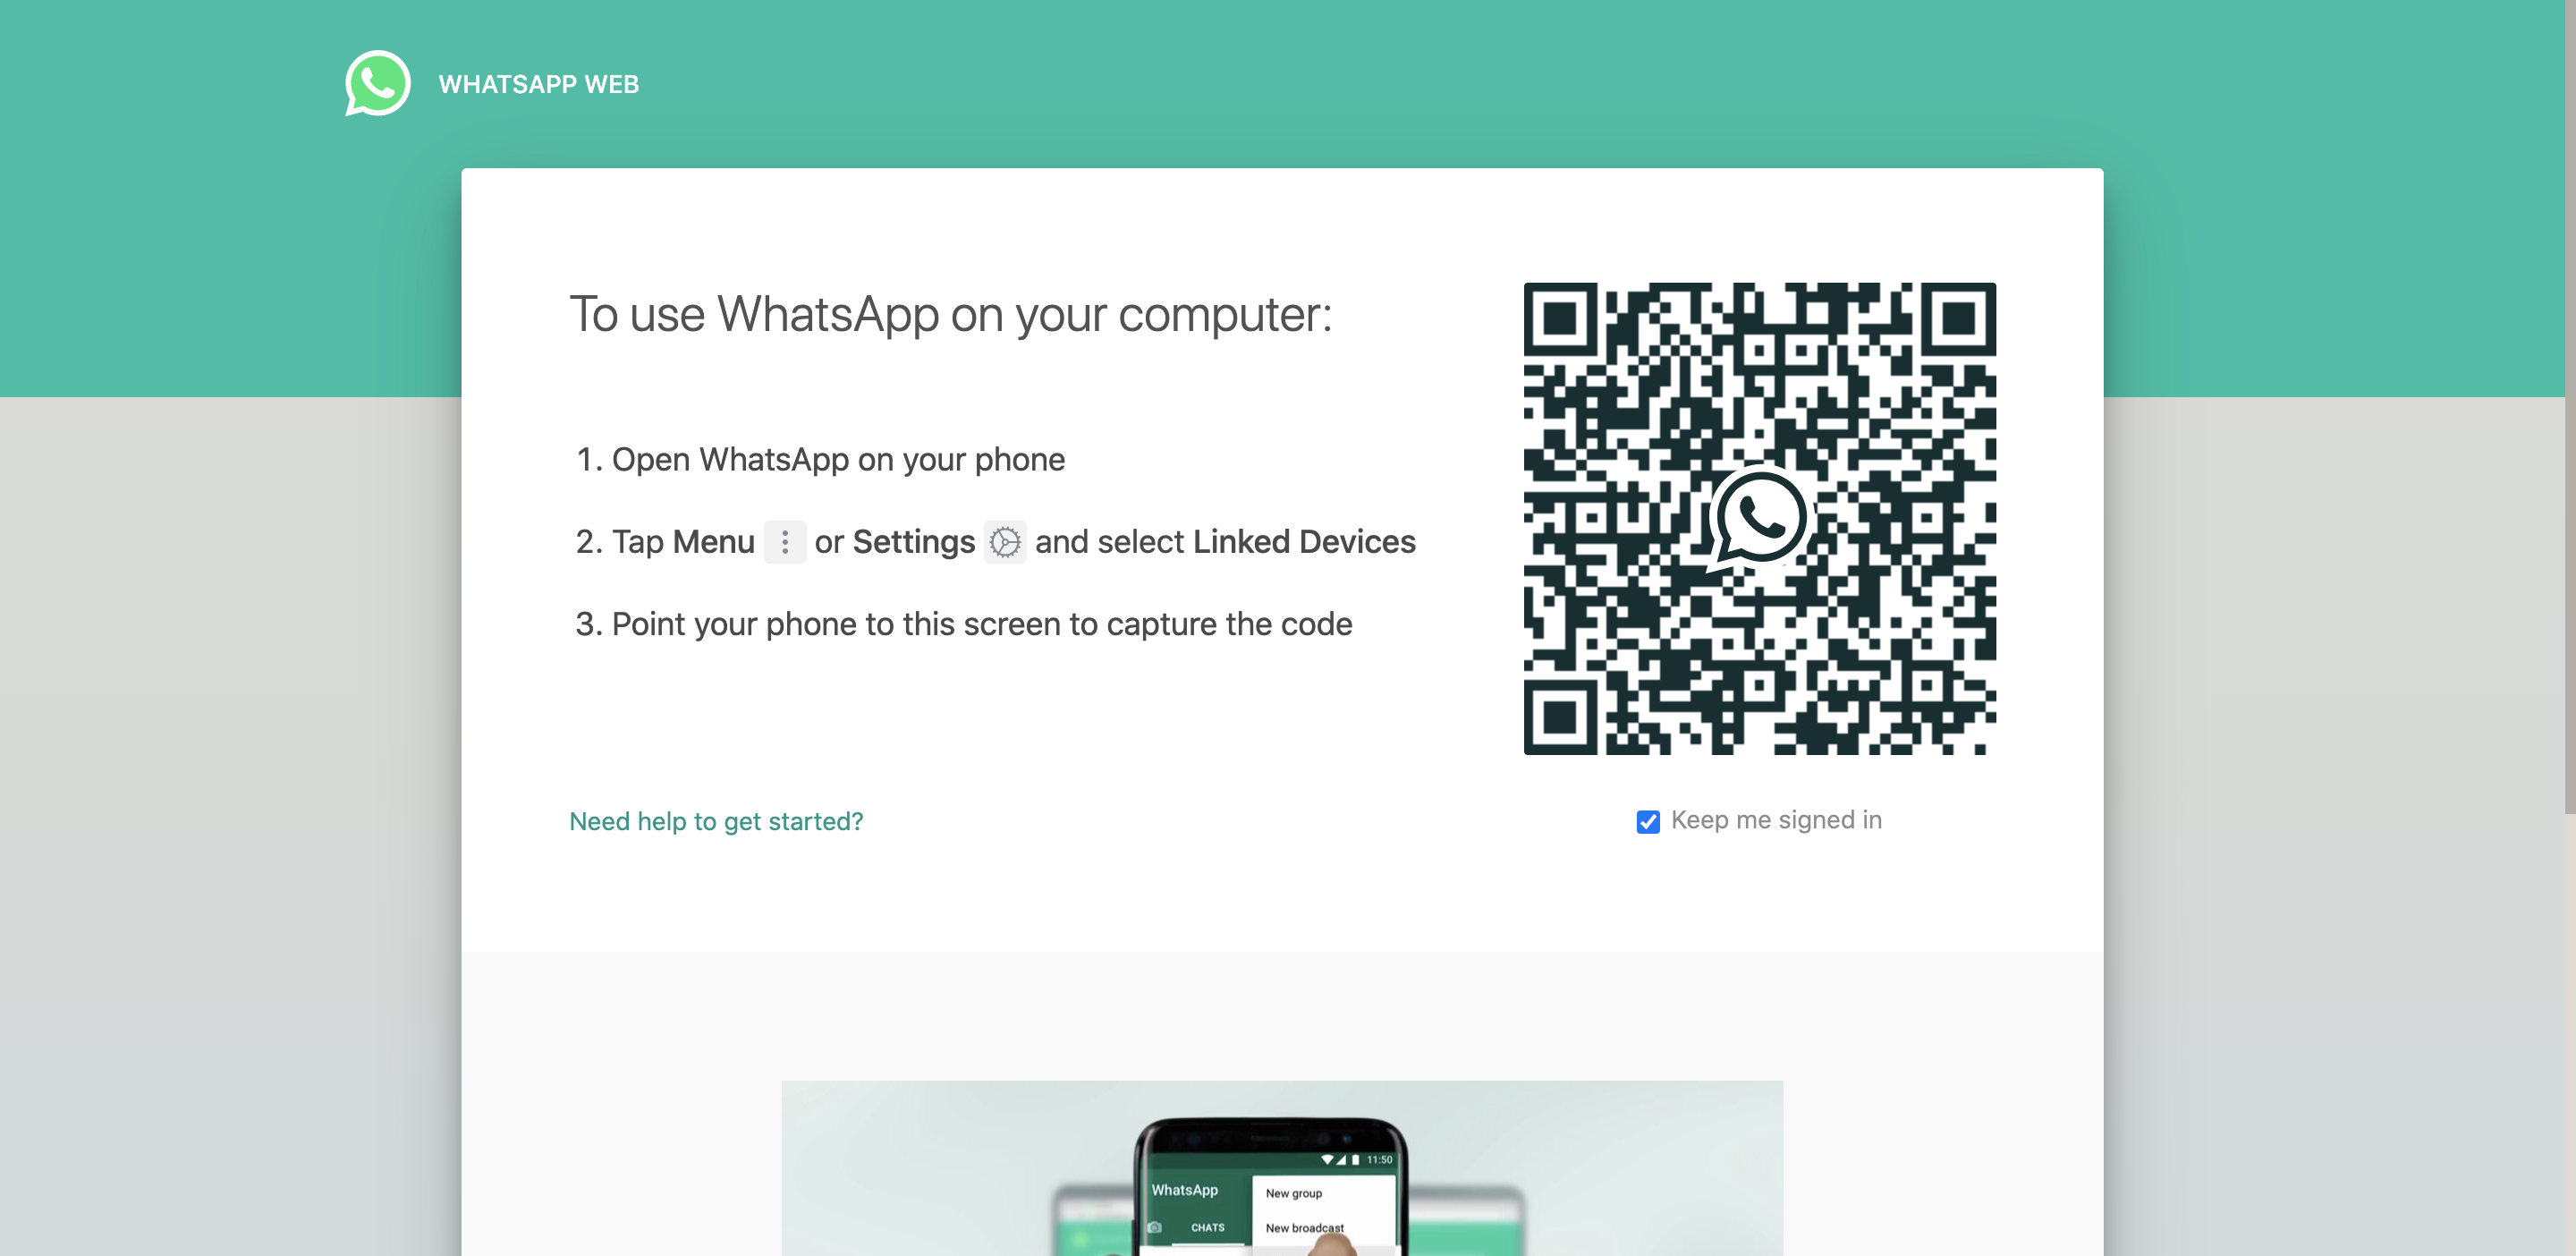 WHATSAPP WEB
To use WhatsApp on your computer:
1. Open WhatsApp on your phone
2. Tap Menu or Settings and select Linked Devices
3. Point your phone to this screen to capture the code
Need help to get started?
Keep me signed in
11:50
WhatsApp
New group
CHATS
New broadcast